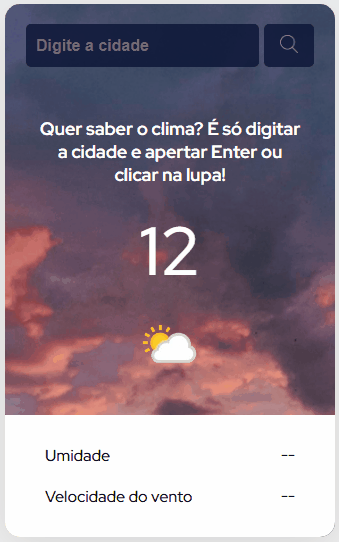 Digite a cidade
Quer saber o clima? É só digitar
a cidade e apertar Enter ou
clicar na lupa!
12
Umidade --
Velocidade do vento --